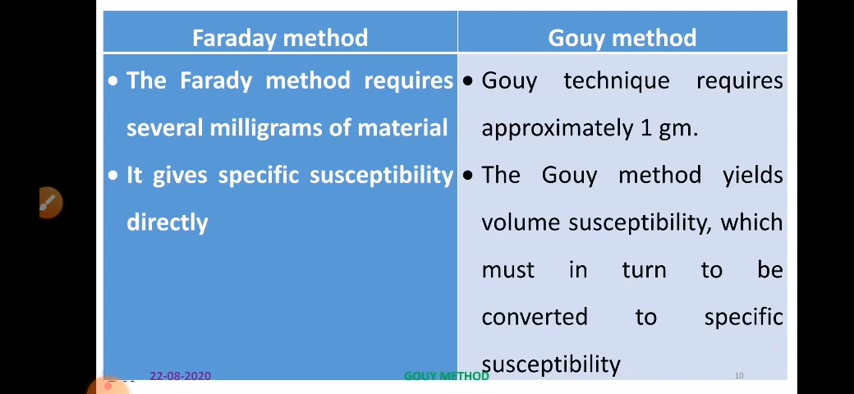 Faraday method
Gouy method
• The Farady method requires
several milligrams of material
• It gives specific susceptibility
directly
• Gouy technique requires
approximately 1 gm.
• The Gouy method yields
volume susceptibility, which
must in turn to be
converted to specific
susceptibility
22-08-2020
GOUY METHOD
10